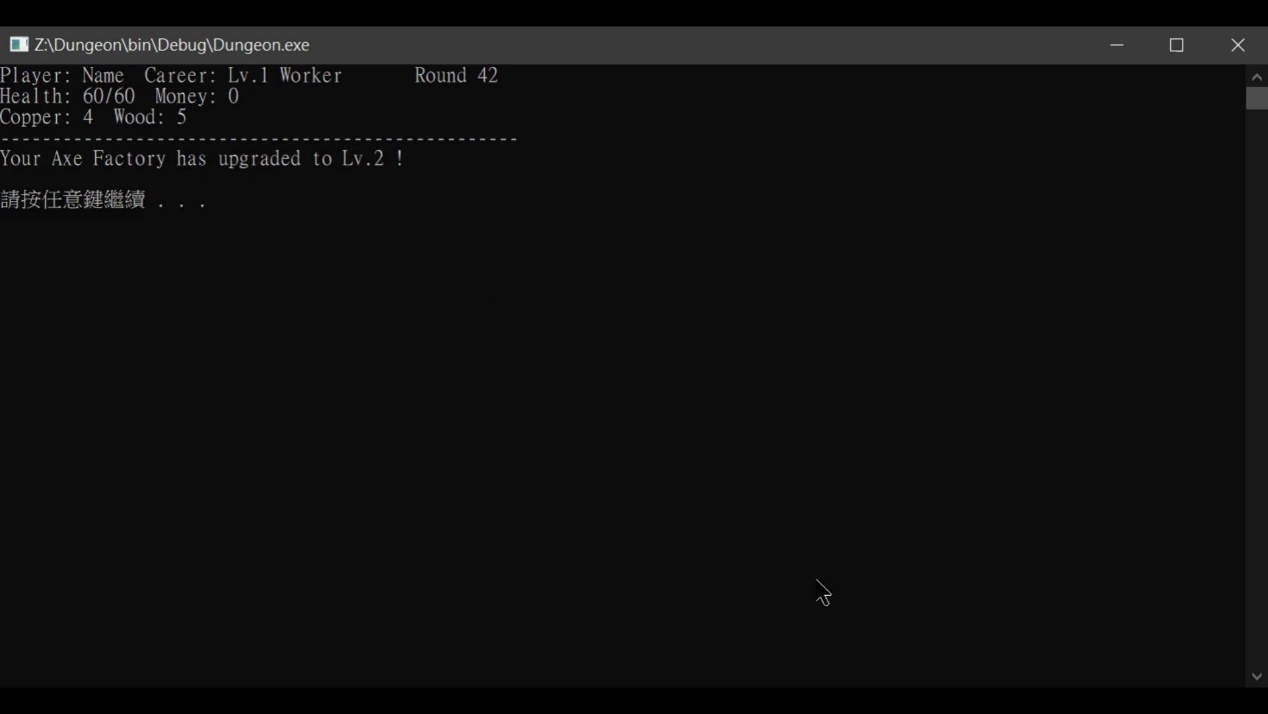 Z:\Dungeon\bin\Debug\Dungeon.exe
Player: Name  Career: Lv.1 Worker       Round 42
Health: 60/60  Money: 0
Copper: 4  Wood: 5
--------------------------------------------------
Your Axe Factory has upgraded to Lv.2 !
請按任意鍵繼續 . . .